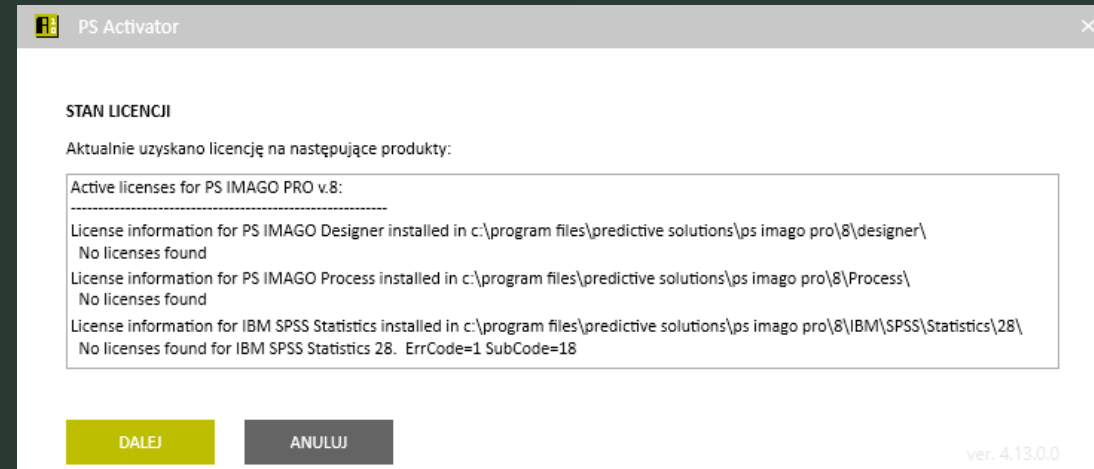 PS Activator
STAN LICENCJI
Aktualnie uzyskano licencję na następujące produkty:
Active licenses for PS IMAGO PRO v.8:
------------------------------------------------------------
License information for PS IMAGO Designer installed in c:\program files\predictive solutions\ps imago pro\8\designer\
No licenses found
License information for PS IMAGO Process installed in c:\program files\predictive solutions\ps imago pro\8\Process\
No licenses found
License information for IBM SPSS Statistics installed in c:\program files\predictive solutions\ps imago pro\8\IBM\SPSS\Statistics\28\
No licenses found for IBM SPSS Statistics 28. ErrCode=1 SubCode=18
DALEJ
ANULUJ
ver. 4.13.0.0